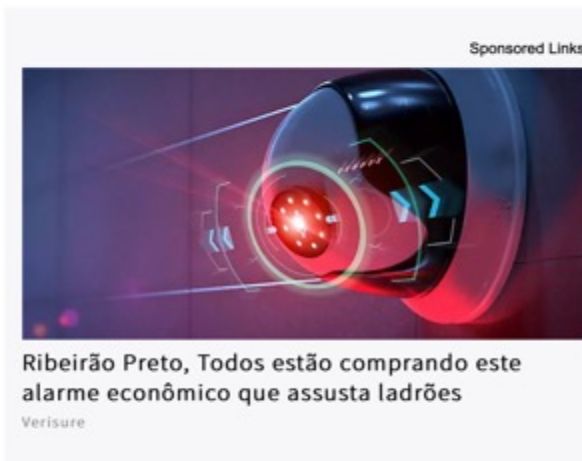 Sponsored Links
Ribeirão Preto, Todos estão comprando este
alarme econômico que assusta ladrões
Verisure